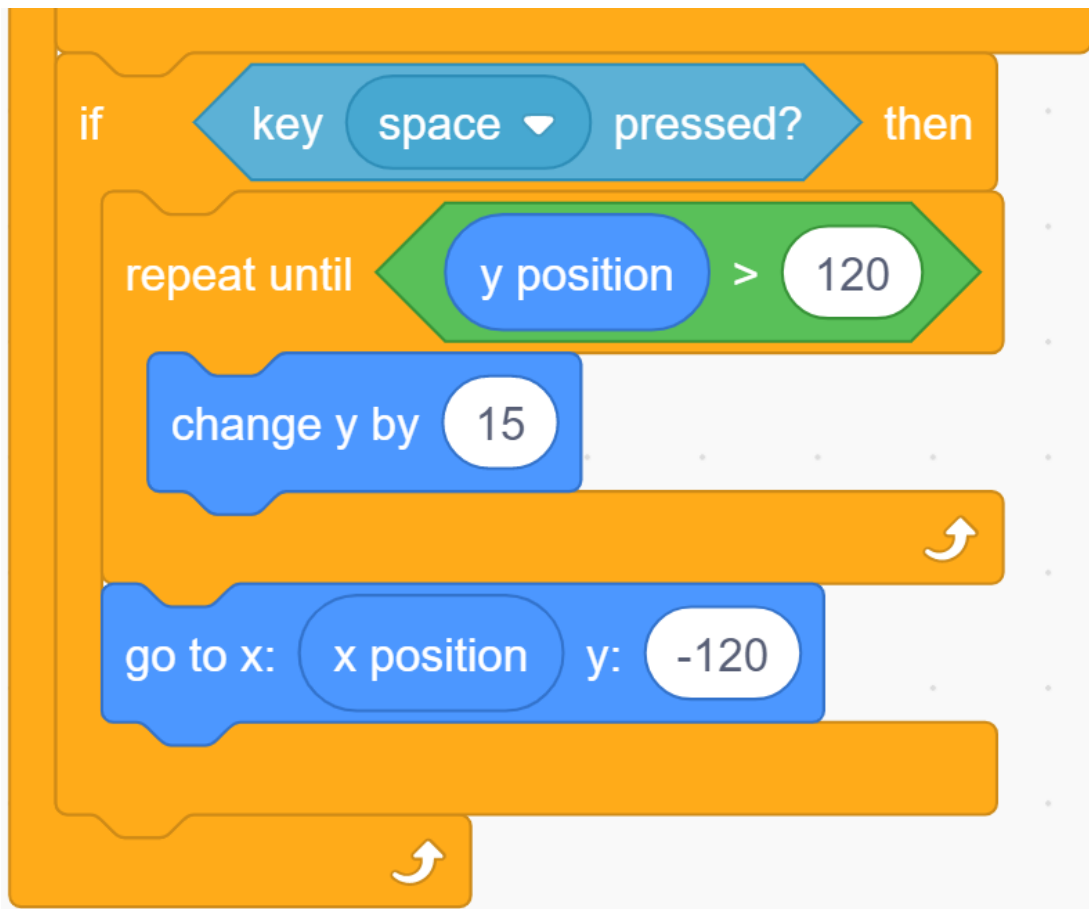 if key space pressed? then
repeat until y position > 120
change y by 15
go to x: x position y: -120